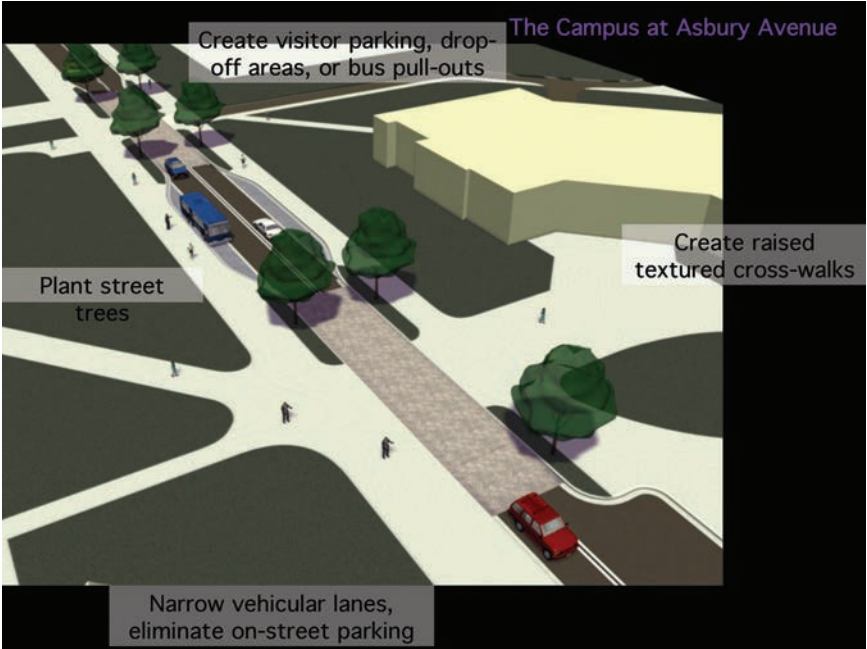 The Campus at Asbury Avenue
Create visitor parking, drop-
off areas, or bus pull-outs
Create raised
textured cross-walks
Plant street
trees
Narrow vehicular lanes,
eliminate on-street parking